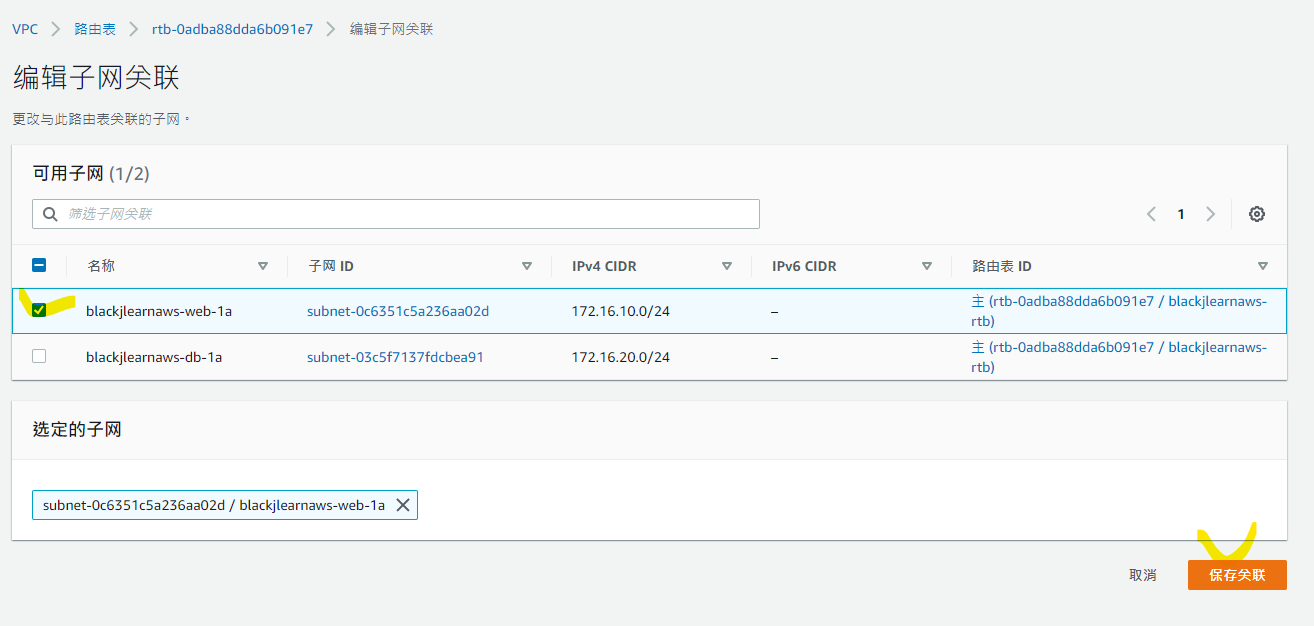 VPC > 路由表 > rtb-0adba88dda6b091e7 > 编辑子网关联
编辑子网关联
更改与此路由表关联的子网。
可用子网 (1/2)
筛选子网关联
1
名称 子网 ID IPv4 CIDR IPv6 CIDR 路由表 ID
blackjlearnaws-web-1a subnet-0c6351c5a236aa02d 172.16.10.0/24 – 主 (rtb-0adba88dda6b091e7 / blackjlearnaws-
rtb)
blackjlearnaws-db-1a subnet-03c5f7137fdcbea91 172.16.20.0/24 – 主 (rtb-0adba88dda6b091e7 / blackjlearnaws-
rtb)
选定的子网
subnet-0c6351c5a236aa02d / blackjlearnaws-web-1a
取消 保存关联